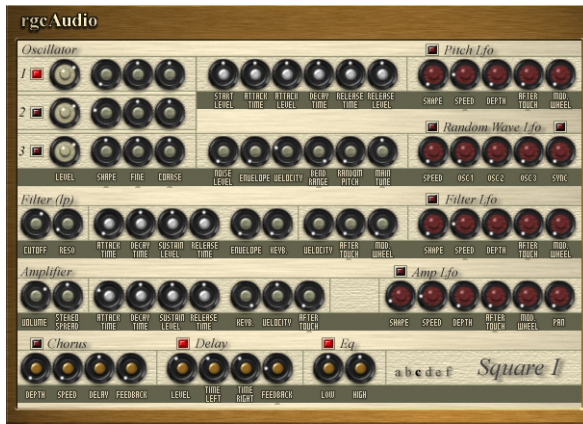 rgcAudio
Oscillator
Pitch Lfo
1
START LEVEL ATTACK TIME ATTACK LEVEL DECAY TIME RELEASE TIME RELEASE LEVEL
SHAPE SPEED DEPTH AFTER TOUCH MOD. WHEEL
2
Random Wave Lfo
3
LEVEL SHAPE FINE COARSE
NOISE LEVEL ENVELOPE VELOCITY BEND RANGE RANDOM PITCH MAIN TUNE
SPEED OSC1 OSC2 OSC3 SYNC
Filter (lp)
Filter Lfo
CUTOFF RESO ATTACK TIME DECAY TIME SUSTAIN LEVEL RELEASE TIME ENVELOPE KEYB. VELOCITY AFTER TOUCH MOD. WHEEL
SHAPE SPEED DEPTH AFTER TOUCH MOD. WHEEL
Amplifier
Amp Lfo
VOLUME STEREO SPREAD ATTACK TIME DECAY TIME SUSTAIN LEVEL RELEASE TIME KEYB. VELOCITY AFTER TOUCH
SHAPE SPEED DEPTH AFTER TOUCH MOD. WHEEL PAN
Chorus Delay Eq
abcdef Square I
DEPTH SPEED DELAY FEEDBACK LEVEL TIME LEFT TIME RIGHT FEEDBACK LOW HIGH